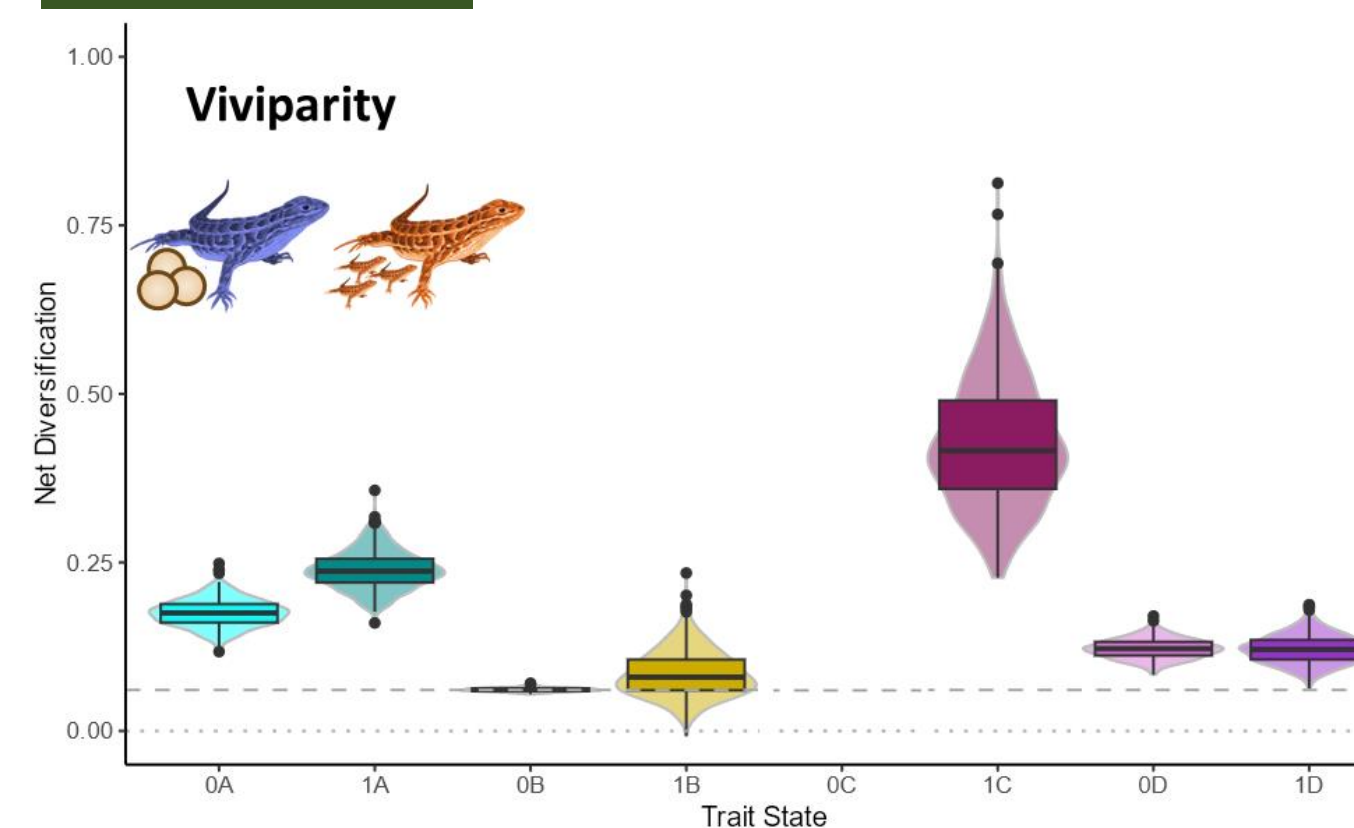 1.00
Viviparity
0.75
0.50
0.25
0.00
Net Diversification
0A 1A 0B 1B 0C 1C 0D 1D
Trait State